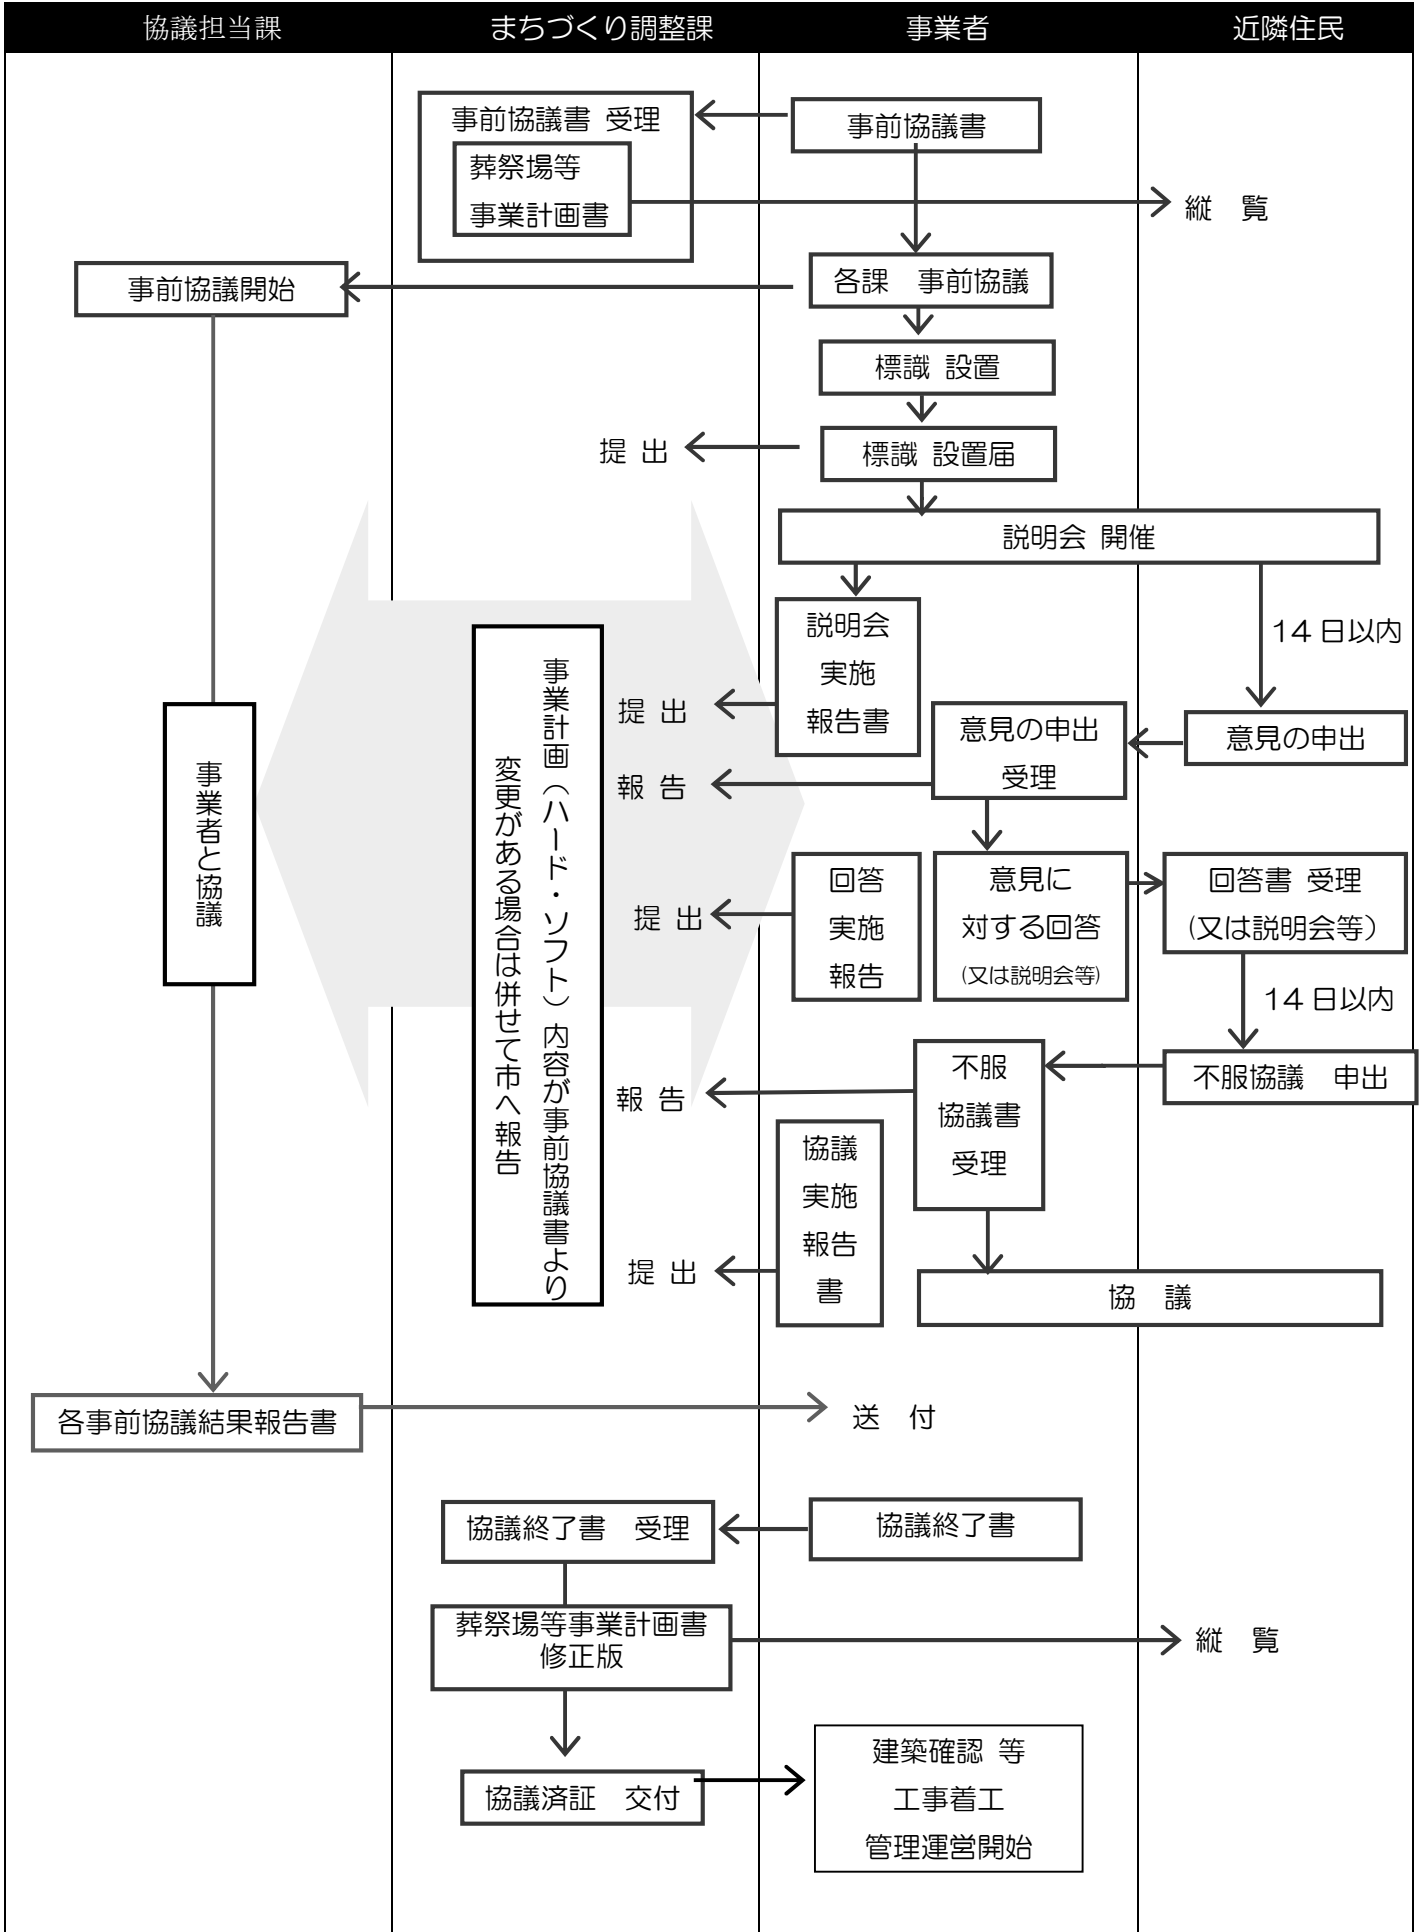 協議担当課
まちづくり調整課
事業者
近隣住民
事前協議書 受理
葬祭場等
事業計画書
事前協議書
縦 覧
事前協議開始
各課 事前協議
標識 設置
提 出
標識 設置届
説明会 開催
説明会
実施
報告書
14日以内
提 出
意見の申出
受理
意見の申出
報 告
事業者と協議
事業計画(ハード・ソフト)内容が事前協議書より
変更がある場合は併せて市へ報告
回答
実施
報告
提 出
意見に
対する回答
(又は説明会等)
回答書 受理
(又は説明会等)
14日以内
不服
協議書
受理
不服協議 申出
報 告
協議
実施
報告
書
提 出
協 議
各事前協議結果報告書
送 付
協議終了書 受理
協議終了書
葬祭場等事業計画書
修正版
縦 覧
協議済証 交付
建築確認 等
工事着工
管理運営開始